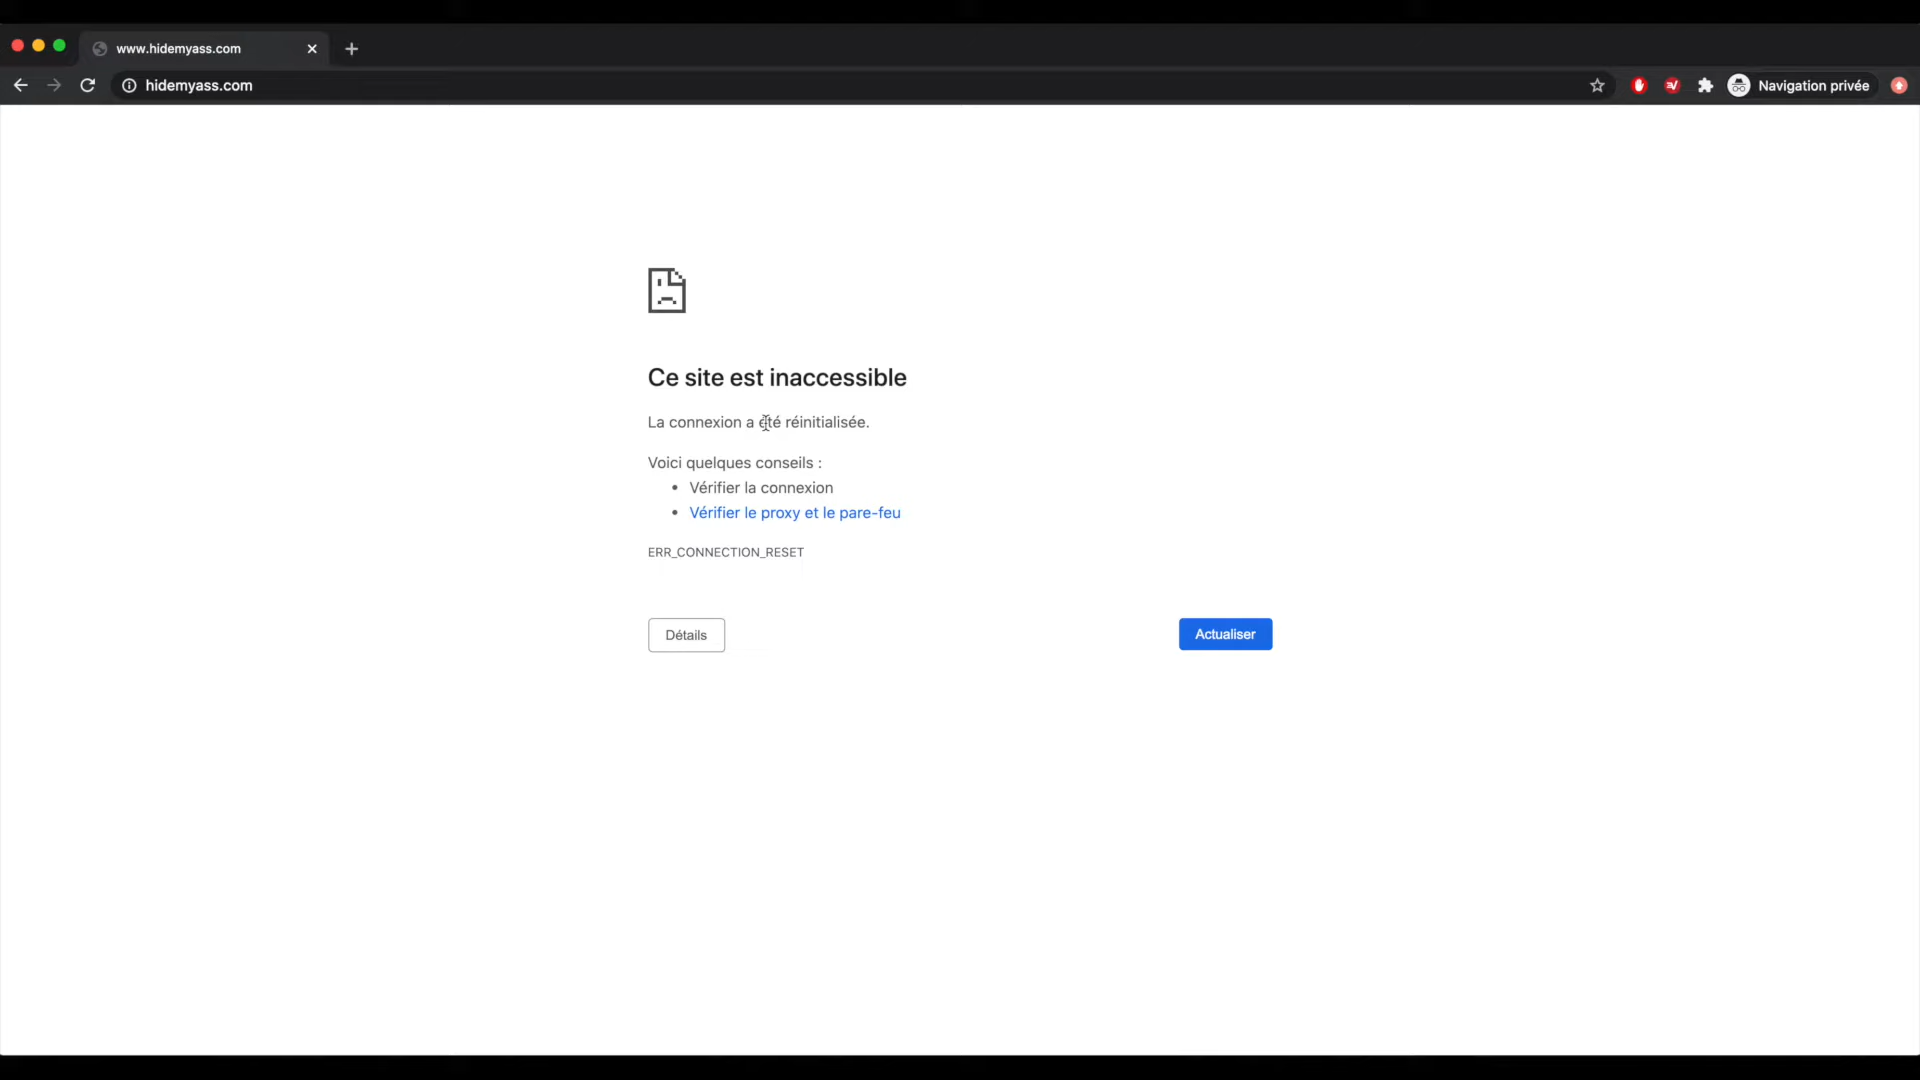 www.hidemyass.com
hidemyass.com
Navigation privée
Ce site est inaccessible
La connexion a été réinitialisée.
Voici quelques conseils :
• Vérifier la connexion
• Vérifier le proxy et le pare-feu
ERR_CONNECTION_RESET
Détails
Actualiser